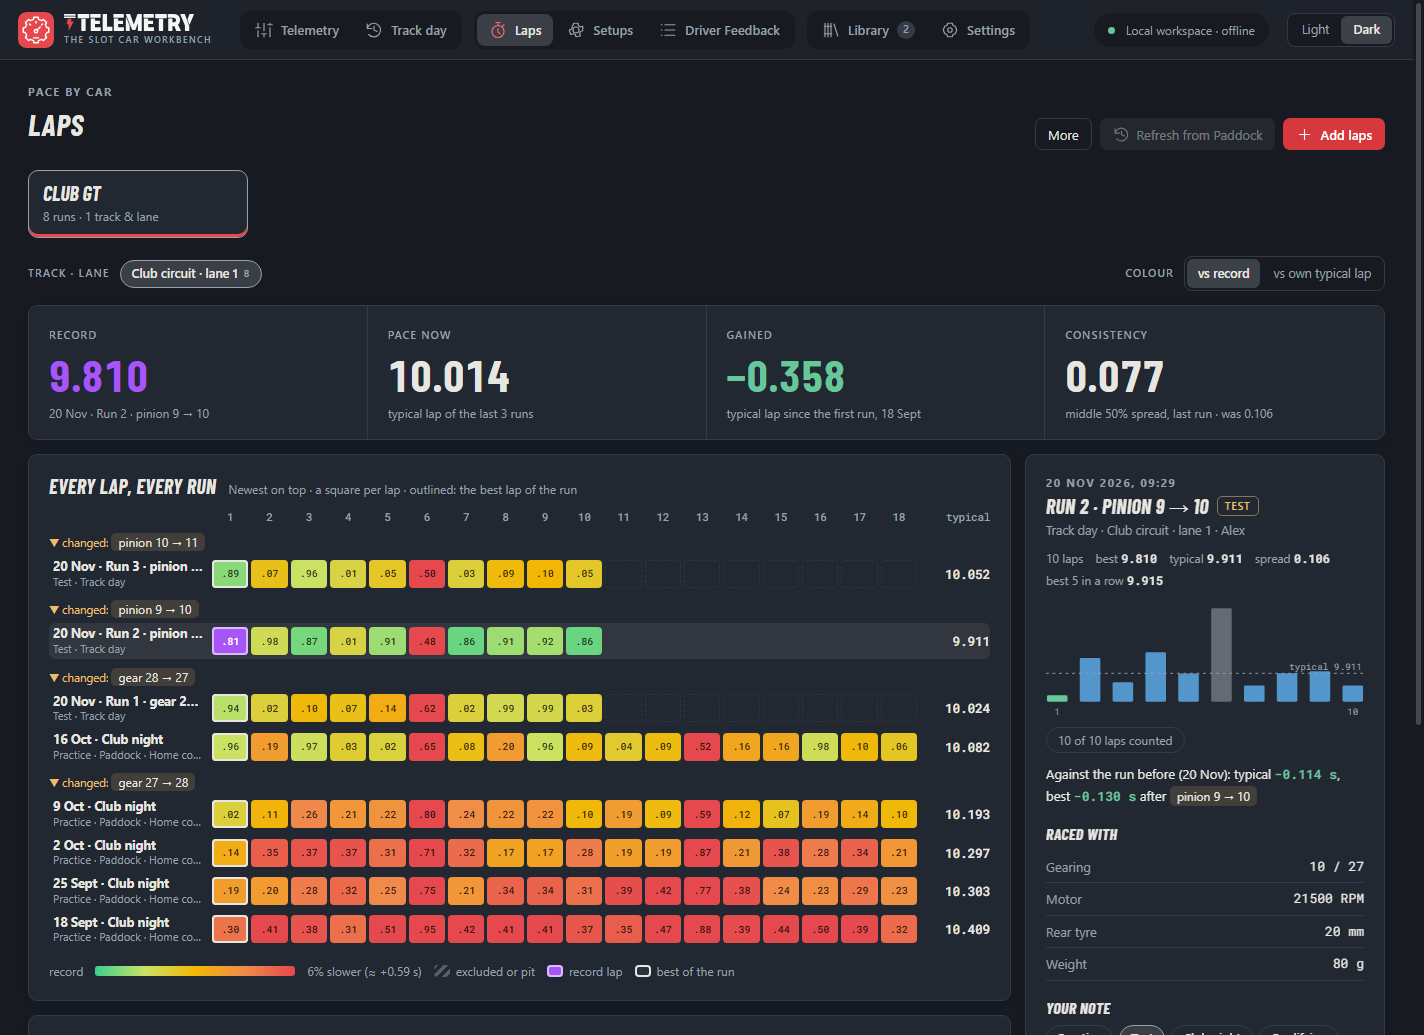 TELEMETRY
THE SLOT CAR WORKBENCH
Telemetry
Track day
Laps
Setups
Driver Feedback
Library 2
Settings
Local workspace · offline
Light Dark
PACE BY CAR
LAPS
More
Refresh from Paddock
+ Add laps
CLUB GT
8 runs · 1 track & lane
TRACK · LANE Club circuit · lane 1 8
COLOUR vs record vs own typical lap
RECORD
9.810
20 Nov · Run 2 · pinion 9 → 10
PACE NOW
10.014
typical lap of the last 3 runs
GAINED
−0.358
typical lap since the first run, 18 Sept
CONSISTENCY
0.077
middle 50% spread, last run · was 0.106
EVERY LAP, EVERY RUN Newest on top · a square per lap · outlined: the best lap of the run
1 2 3 4 5 6 7 8 9 10 11 12 13 14 15 16 17 18 typical
▼ changed: pinion 10 → 11
20 Nov · Run 3 · pinion ... .89 .07 .96 .01 .05 .50 .03 .09 .10 .05 10.052
Test · Track day
▼ changed: pinion 9 → 10
20 Nov · Run 2 · pinion ... .81 .98 .87 .01 .91 .48 .86 .91 .92 .86 9.911
Test · Track day
▼ changed: gear 28 → 27
20 Nov · Run 1 · gear 2... .94 .02 .10 .07 .14 .62 .02 .99 .99 .03 10.024
Test · Track day
16 Oct · Club night .96 .19 .97 .03 .02 .65 .08 .20 .96 .09 .04 .09 .52 .16 .16 .98 .10 .06 10.082
Practice · Paddock · Home co...
▼ changed: gear 27 → 28
9 Oct · Club night .02 .11 .26 .21 .22 .80 .24 .22 .22 .10 .19 .09 .59 .12 .07 .19 .14 .10 10.193
Practice · Paddock · Home co...
2 Oct · Club night .14 .35 .37 .37 .31 .71 .32 .17 .17 .28 .19 .19 .87 .21 .38 .28 .34 .21 10.297
Practice · Paddock · Home co...
25 Sept · Club night .19 .20 .28 .32 .25 .75 .21 .34 .34 .31 .39 .42 .77 .38 .24 .23 .29 .23 10.303
Practice · Paddock · Home co...
18 Sept · Club night .30 .41 .38 .31 .51 .95 .42 .41 .41 .37 .35 .47 .88 .39 .44 .50 .39 .32 10.409
Practice · Paddock · Home co...
record 6% slower (≈ +0.59 s) excluded or pit record lap best of the run
20 NOV 2026, 09:29
RUN 2 · PINION 9 → 10 TEST
Track day · Club circuit · lane 1 · Alex
10 laps best 9.810 typical 9.911 spread 0.106
best 5 in a row 9.915
typical 9.911
1 10
10 of 10 laps counted
Against the run before (20 Nov): typical −0.114 s,
best −0.130 s after pinion 9 → 10
RACED WITH
Gearing 10 / 27
Motor 21500 RPM
Rear tyre 20 mm
Weight 80 g
YOUR NOTE